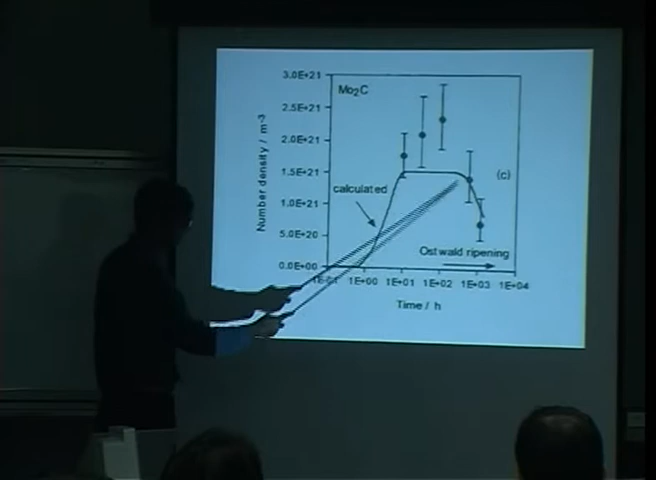 3.0E+21
Mo2C
2.5E+21
2.0E+21
1.5E+21
(c)
calculated
1.0E+21
5.0E+20
Ostwald ripening
0.0E+00
1E+00 1E+01 1E+02 1E+03 1E+04
Number density / m⁻³
Time / h